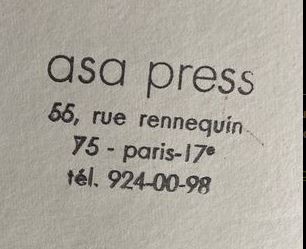 asa press
55, rue rennequin
75 - paris-17e
tél. 924-00-98